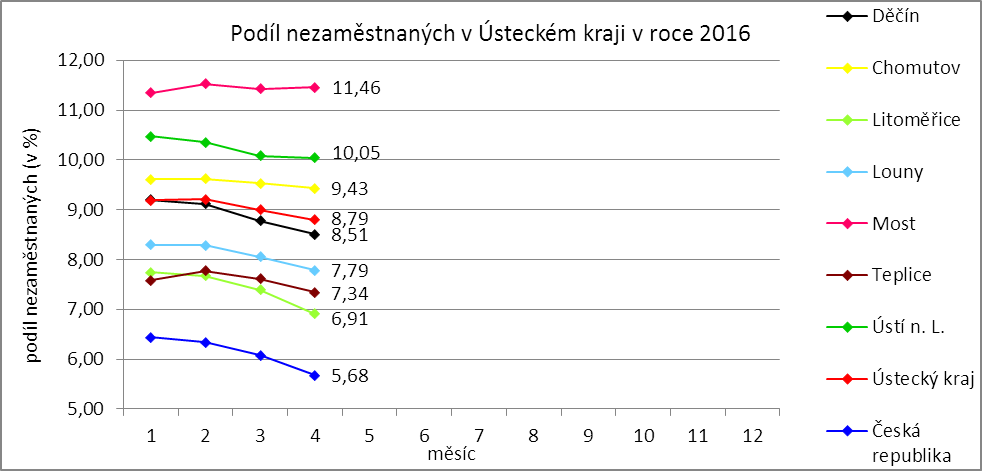 Podíl nezaměstnaných v Ústeckém kraji v roce 2016
podíl nezaměstnaných (v %)
12,00
11,00
10,00
9,00
8,00
7,00
6,00
5,00
11,46
10,05
9,43
8,79
8,51
7,79
7,34
6,91
5,68
1 2 3 4 5 6 7 8 9 10 11 12
měsíc
Děčín
Chomutov
Litoměřice
Louny
Most
Teplice
Ústí n. L.
Ústecký kraj
Česká
republika